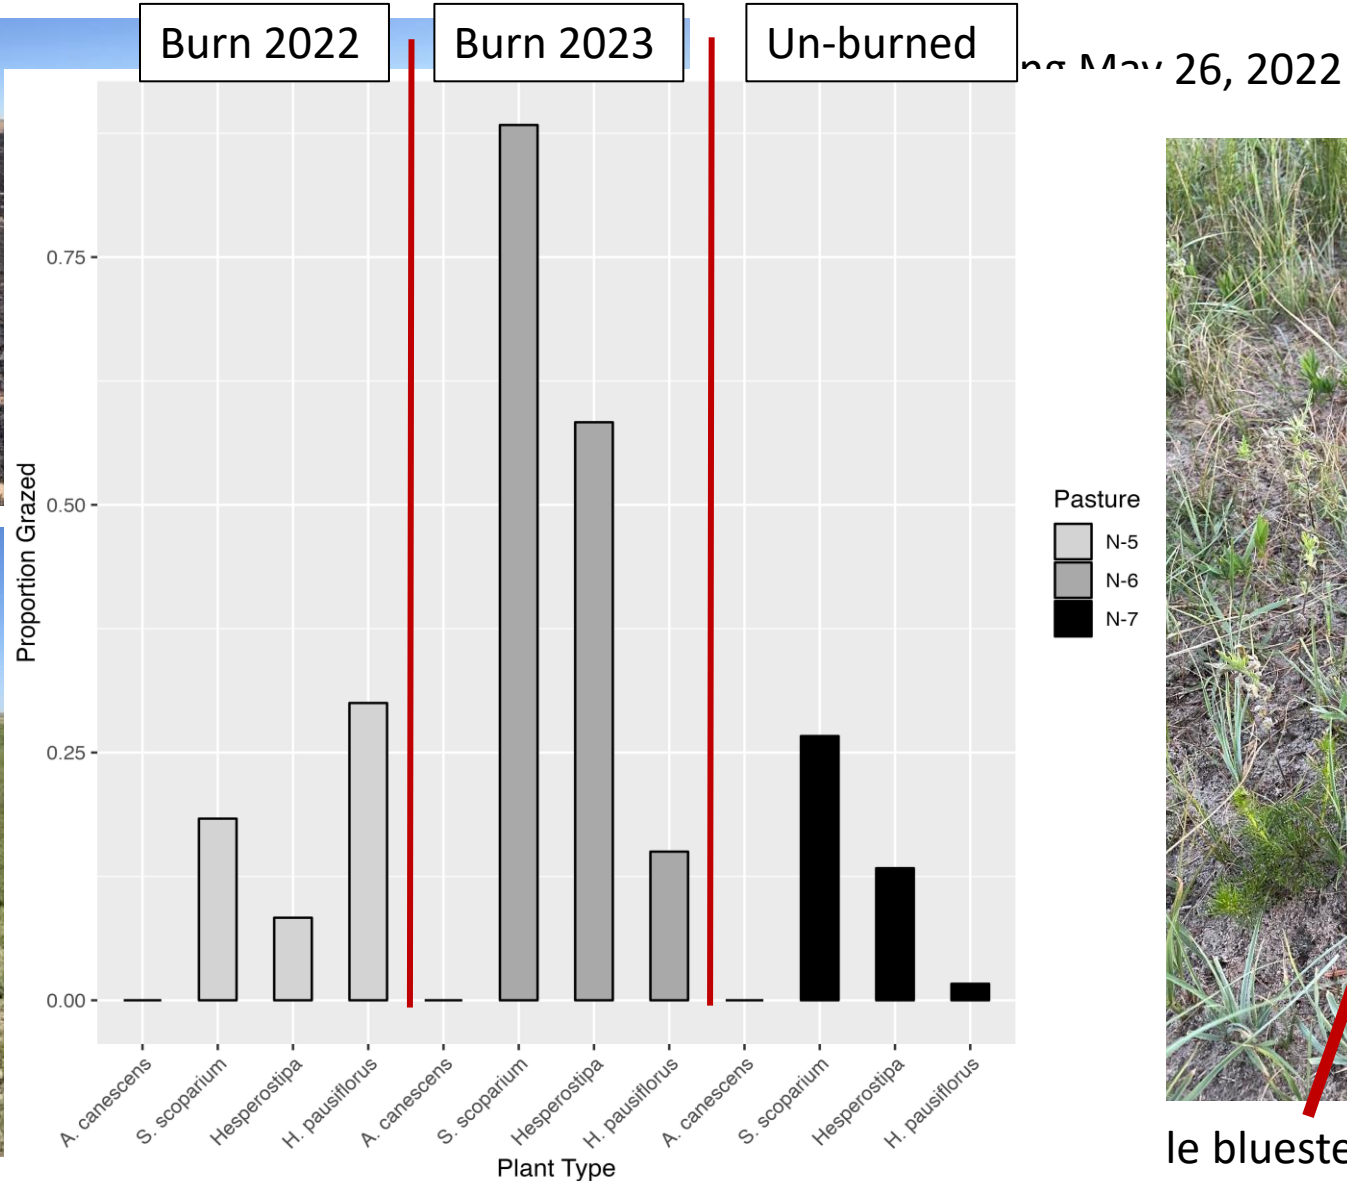 Burn 2022
Burn 2023
Un-burned
May 26, 2022
Proportion Grazed
0.75
0.50
0.25
0.00
A. canescens
S. scoparium
Hesperostipa
H. pausiflorus
A. canescens
S. scoparium
Hesperostipa
H. pausiflorus
A. canescens
S. scoparium
Hesperostipa
H. pausiflorus
Plant Type
Pasture
N-5
N-6
N-7
le blueste